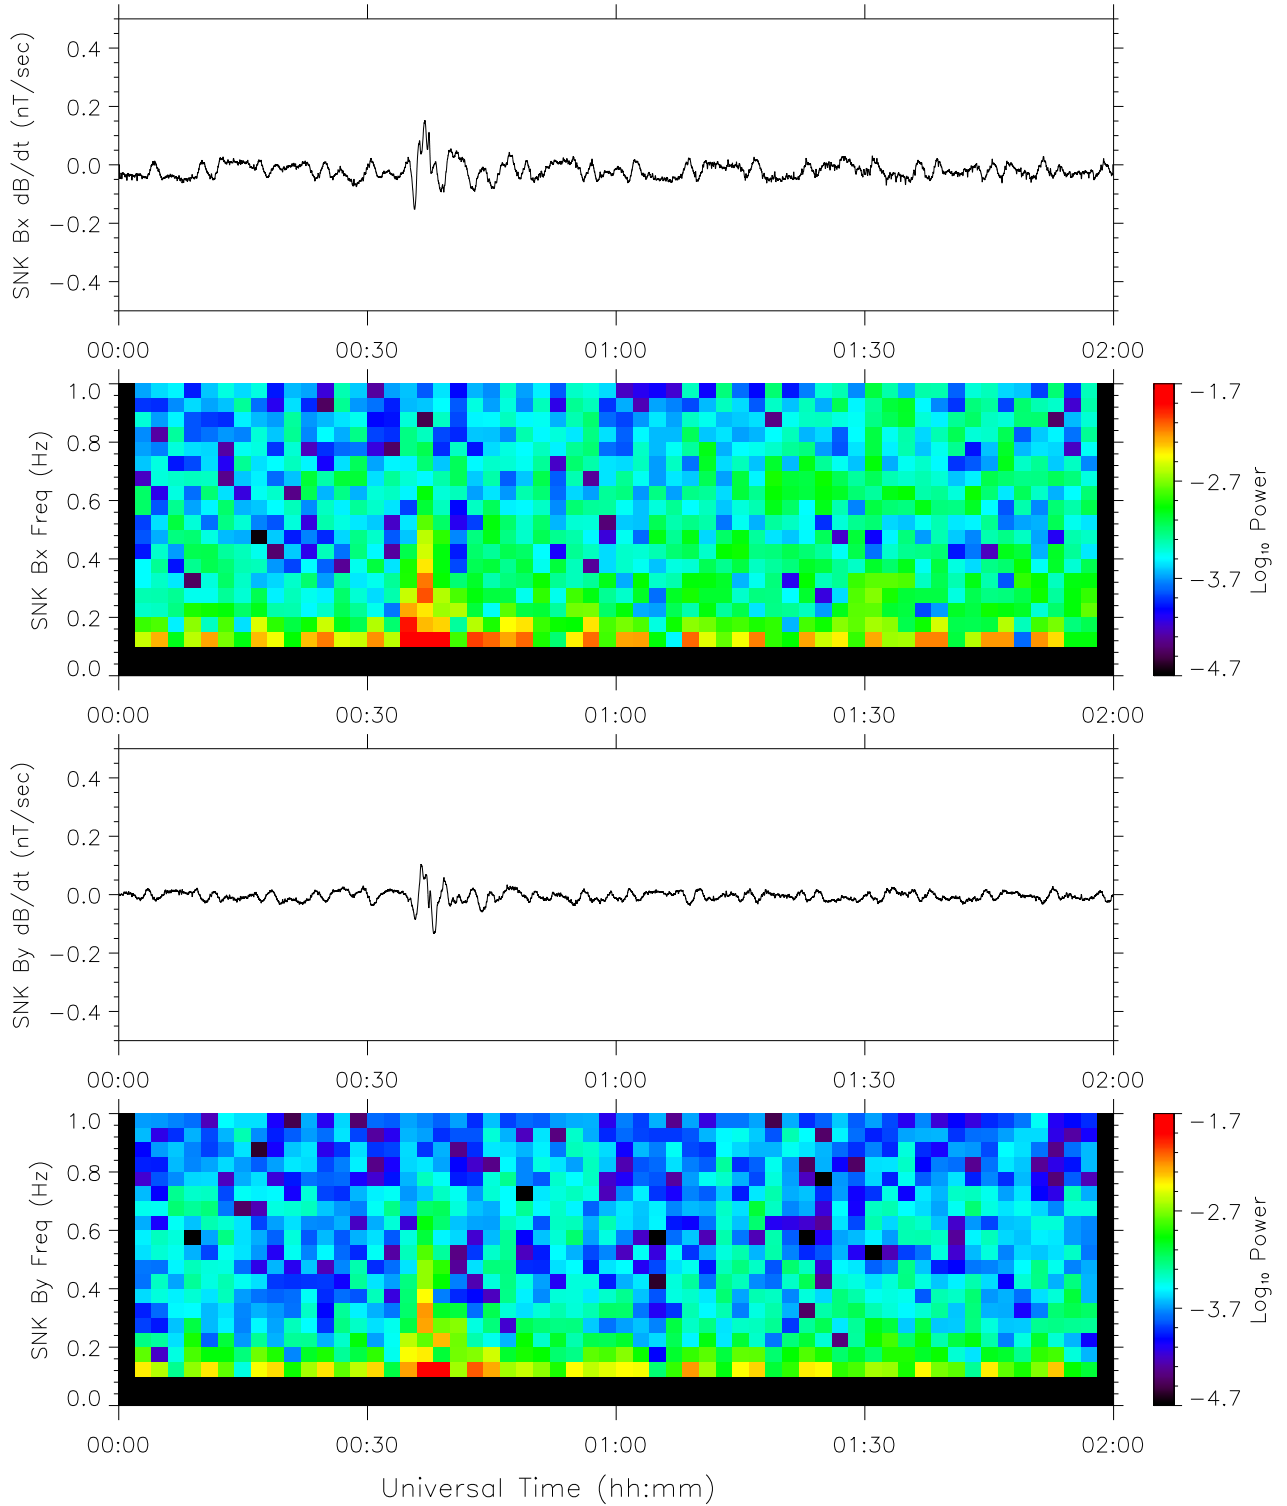 SNK Bx dB/dt (nT/sec)
0.4
0.2
0.0
−0.2
−0.4
00:00 00:30 01:00 01:30 02:00
SNK Bx Freq (Hz)
1.0
0.8
0.6
0.4
0.2
0.0
−1.7
−2.7
−3.7
−4.7
Log₁₀ Power
00:00 00:30 01:00 01:30 02:00
SNK By dB/dt (nT/sec)
0.4
0.2
0.0
−0.2
−0.4
00:00 00:30 01:00 01:30 02:00
SNK By Freq (Hz)
1.0
0.8
0.6
0.4
0.2
0.0
−1.7
−2.7
−3.7
−4.7
Log₁₀ Power
00:00 00:30 01:00 01:30 02:00
Universal Time (hh:mm)